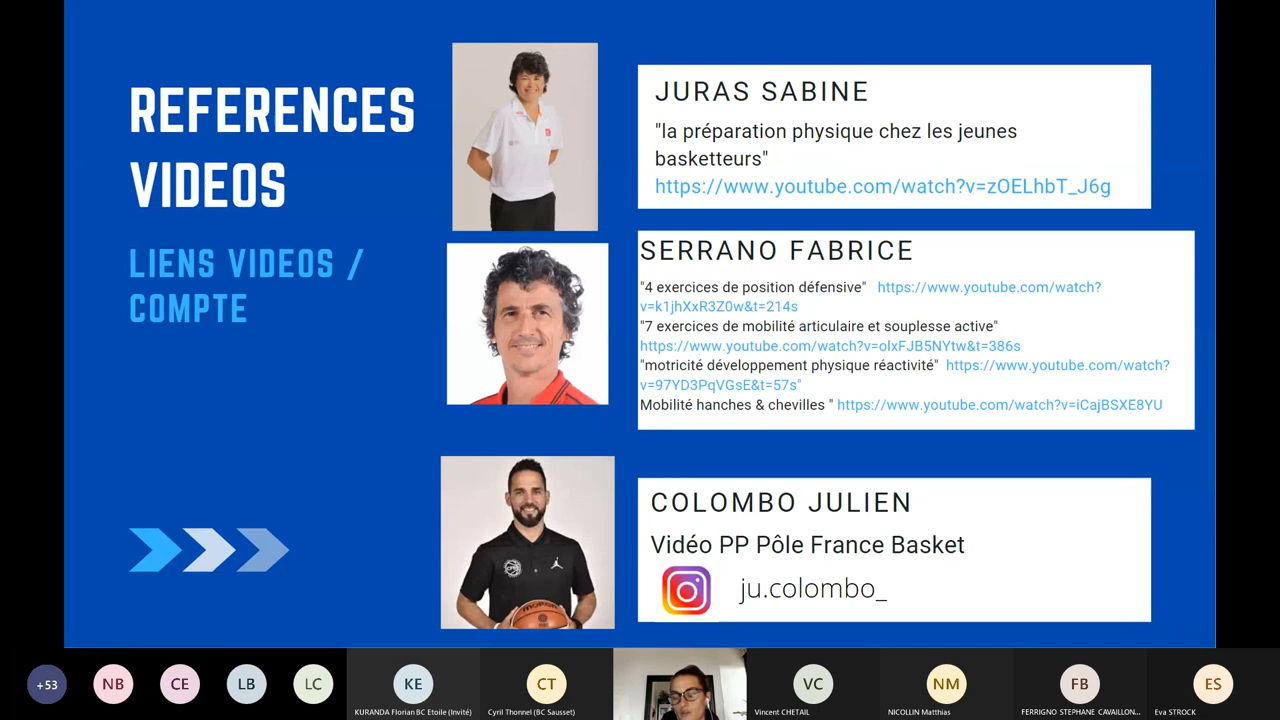 REFERENCES
VIDEOS
LIENS VIDEOS /
COMPTE
JURAS SABINE
"la préparation physique chez les jeunes
basketteurs"
https://www.youtube.com/watch?v=zOELhbT_J6g
SERRANO FABRICE
"4 exercices de position défensive" https://www.youtube.com/watch?
v=k1jhXxR3Z0w&t=214s
"7 exercices de mobilité articulaire et souplesse active"
https://www.youtube.com/watch?v=oIxFJB5NYtw&t=386s
"motricité développement physique réactivité" https://www.youtube.com/watch?
v=97YD3PqVGsE&t=57s"
Mobilité hanches & chevilles " https://www.youtube.com/watch?v=iCajBSXE8YU
COLOMBO JULIEN
Vidéo PP Pôle France Basket
ju.colombo_
+53
NB
CE
LB
LC
KE
CT
VC
NM
FB
ES
KURANDA Florian BC Etoile (Invité)
Cyril Thonnel (BC Sausset)
Vincent CHETAIL
NICOLLIN Matthias
FERRIGNO STEPHANE CAVAILLON...
Eva STROCK